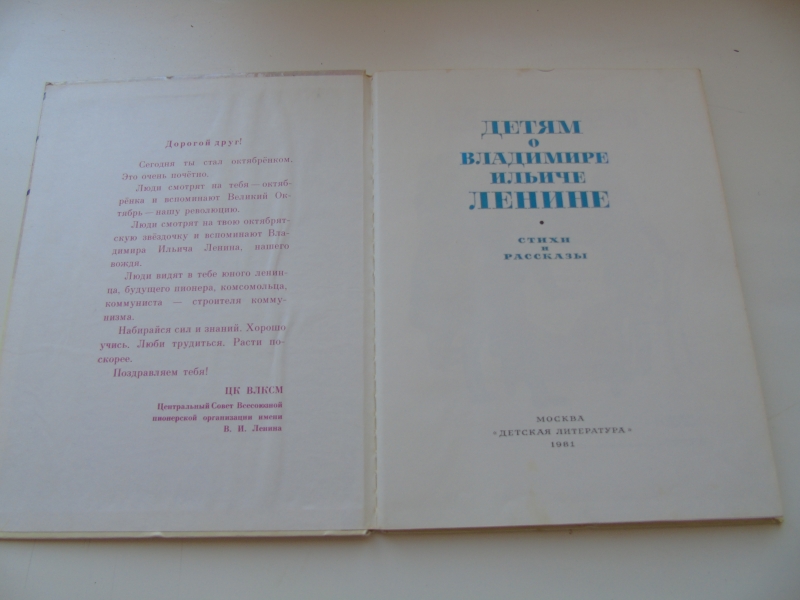 Дорогой друг!
Сегодня ты стал октябрёнком.
Это очень почётно.
Люди смотрят на тебя — октяб-
рёнка и вспоминают Великий Ок-
тябрь — нашу революцию.
Люди смотрят на твою октябрят-
скую звёздочку и вспоминают Вла-
димира Ильича Ленина, нашего
вождя.
Люди видят в тебе юного ленин-
ца, будущего пионера, комсомольца,
коммуниста — строителя комму-
низма.
Набирайся сил и знаний. Хорошо
учись. Люби трудиться. Расти по-
скорее.
Поздравляем тебя!
ЦК ВЛКСМ
Центральный Совет Всесоюзной
пионерской организации имени
В. И. Ленина
ДЕТЯМ
О
ВЛАДИМИРЕ
ИЛЬИЧЕ
ЛЕНИНЕ
•
СТИХИ
И
РАССКАЗЫ
МОСКВА
«ДЕТСКАЯ ЛИТЕРАТУРА»
1981